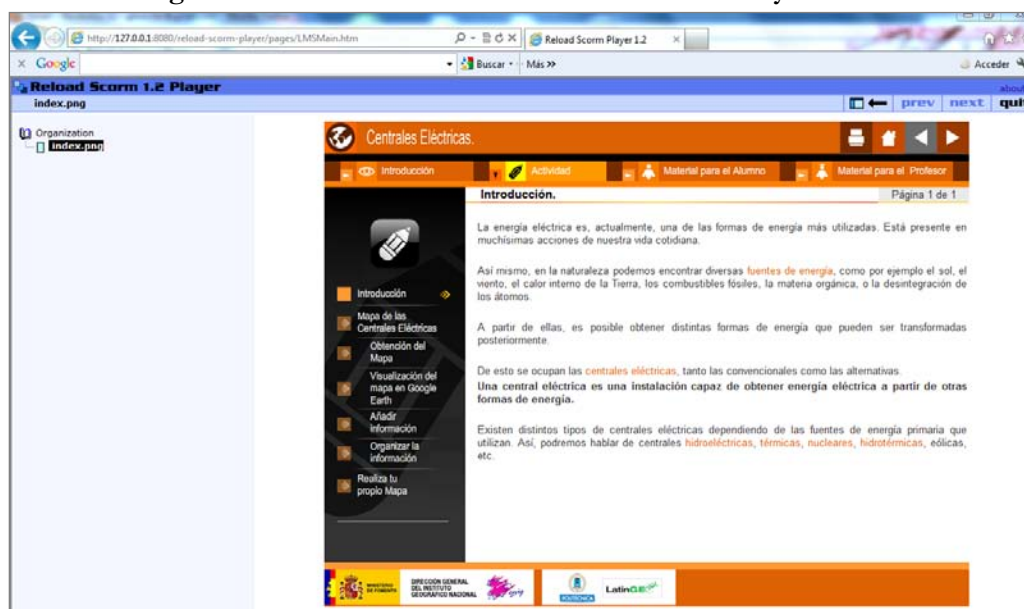 http://127.0.0.1:8080/reload-scorm-player/pages/LMSMain.htm
Reload Scorm Player 1.2
Google
Buscar
Más »
Acceder
Reload Scorm 1.2 Player
about
index.png
prev next quit
Organization
index.png
Centrales Eléctricas.
Introducción
Actividad
Material para el Alumno
Material para el Profesor
Introducción.
Página 1 de 1
La energía eléctrica es, actualmente, una de las formas de energía más utilizadas. Está presente en
muchísimas acciones de nuestra vida cotidiana.
Así mismo, en la naturaleza podemos encontrar diversas fuentes de energía, como por ejemplo el sol, el
viento, el calor interno de la Tierra, los combustibles fósiles, la materia orgánica, o la desintegración de
los átomos.
A partir de ellas, es posible obtener distintas formas de energía que pueden ser transformadas
posteriormente.
De esto se ocupan las centrales eléctricas, tanto las convencionales como las alternativas.
Una central eléctrica es una instalación capaz de obtener energía eléctrica a partir de otras
formas de energía.
Existen distintos tipos de centrales eléctricas dependiendo de las fuentes de energía primaria que
utilizan. Así, podremos hablar de centrales hidroeléctricas, térmicas, nucleares, hidrotérmicas, eólicas,
etc.
Introducción
Mapa de las
Centrales Eléctricas
Obtención del
Mapa
Visualización del
mapa en Google
Earth
Añadir
información
Organizar la
información
Realiza tu
propio Mapa
MINISTERIO
DE FOMENTO
DIRECCIÓN GENERAL
DEL INSTITUTO
GEOGRÁFICO NACIONAL
POLITÉCNICA